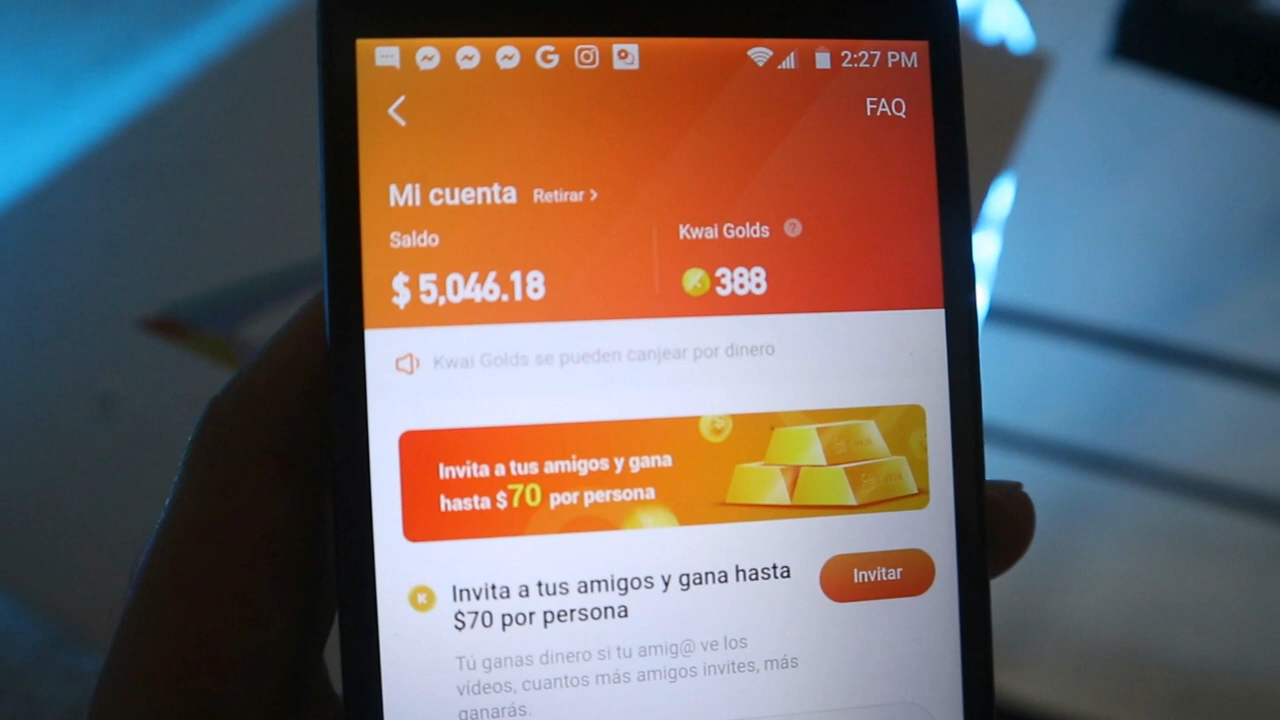 2:27 PM
FAQ
Mi cuenta Retirar >
Saldo
$ 5,046.18
Kwai Golds ?
388
Kwai Golds se pueden canjear por dinero
Invita a tus amigos y gana
hasta $70 por persona
K
Invita a tus amigos y gana hasta
$70 por persona
Invitar
Tú ganas dinero si tu amig@ ve los
vídeos, cuantos más amigos invites, más
ganarás.